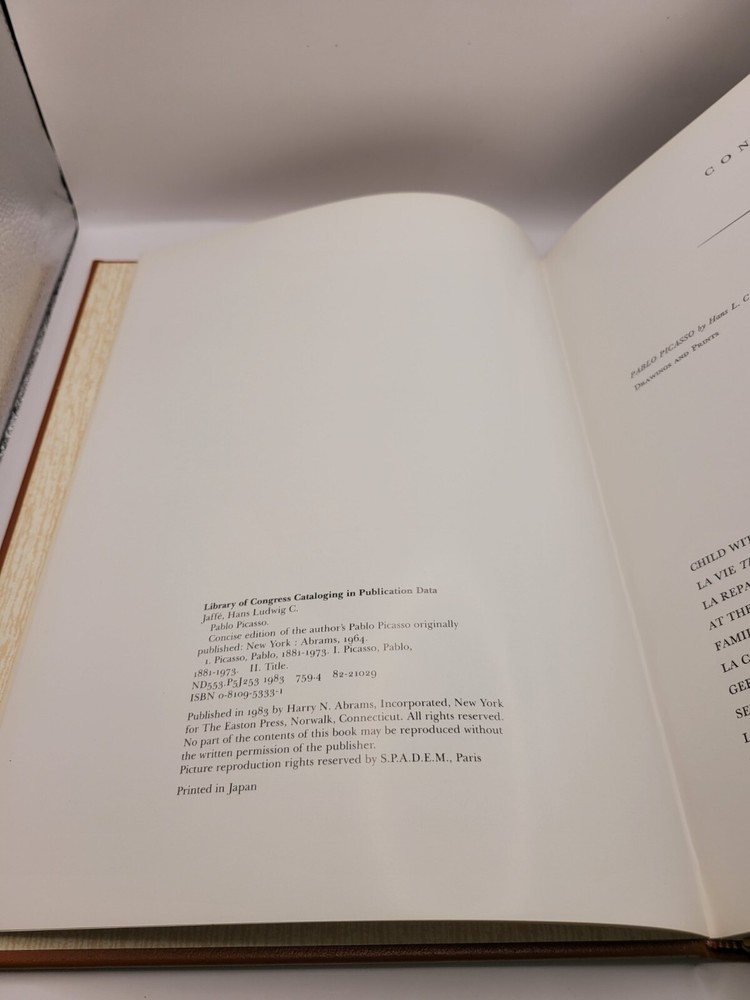 Library of Congress Cataloging in Publication Data
Jaffé, Hans Ludwig C.
Pablo Picasso.
Concise edition of the author's Pablo Picasso originally
published: New York : Abrams, 1964.
1. Picasso, Pablo, 1881-1973. I. Picasso, Pablo,
1881-1973. II. Title.
ND553.P5J253 1983 759.4 82-21029
ISBN 0-8109-5333-1
Published in 1983 by Harry N. Abrams, Incorporated, New York
for The Easton Press, Norwalk, Connecticut. All rights reserved.
No part of the contents of this book may be reproduced without
the written permission of the publisher.
Picture reproduction rights reserved by S.P.A.D.E.M., Paris
Printed in Japan
CON
PABLO PICASSO by Hans L. C
DRAWINGS AND PRINTS
CHILD WIT
LA VIE
LA REPA
AT THE
FAMIL
LA C
GER
SE